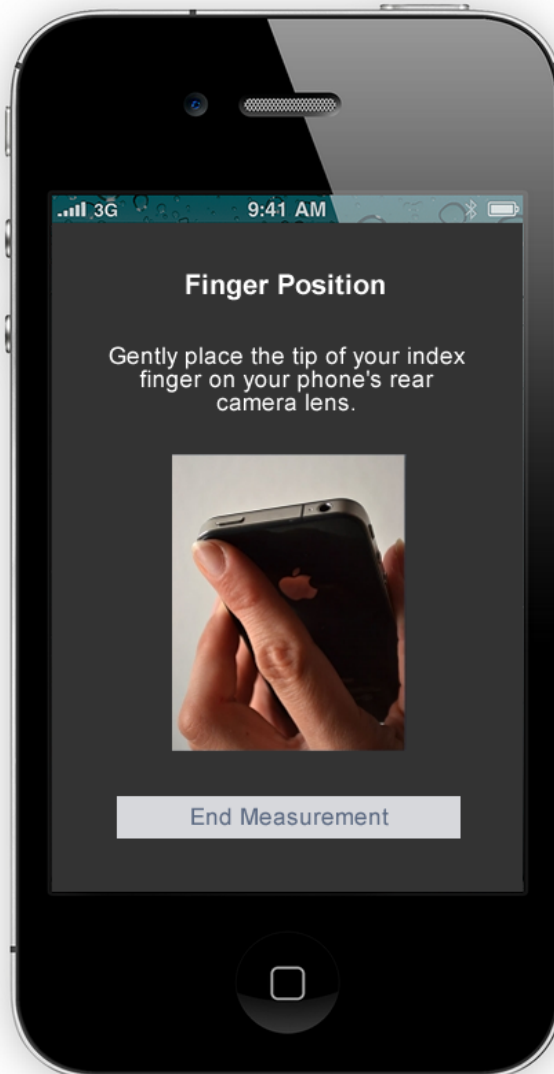 3G 9:41 AM
Finger Position
Gently place the tip of your index
finger on your phone's rear
camera lens.
End Measurement